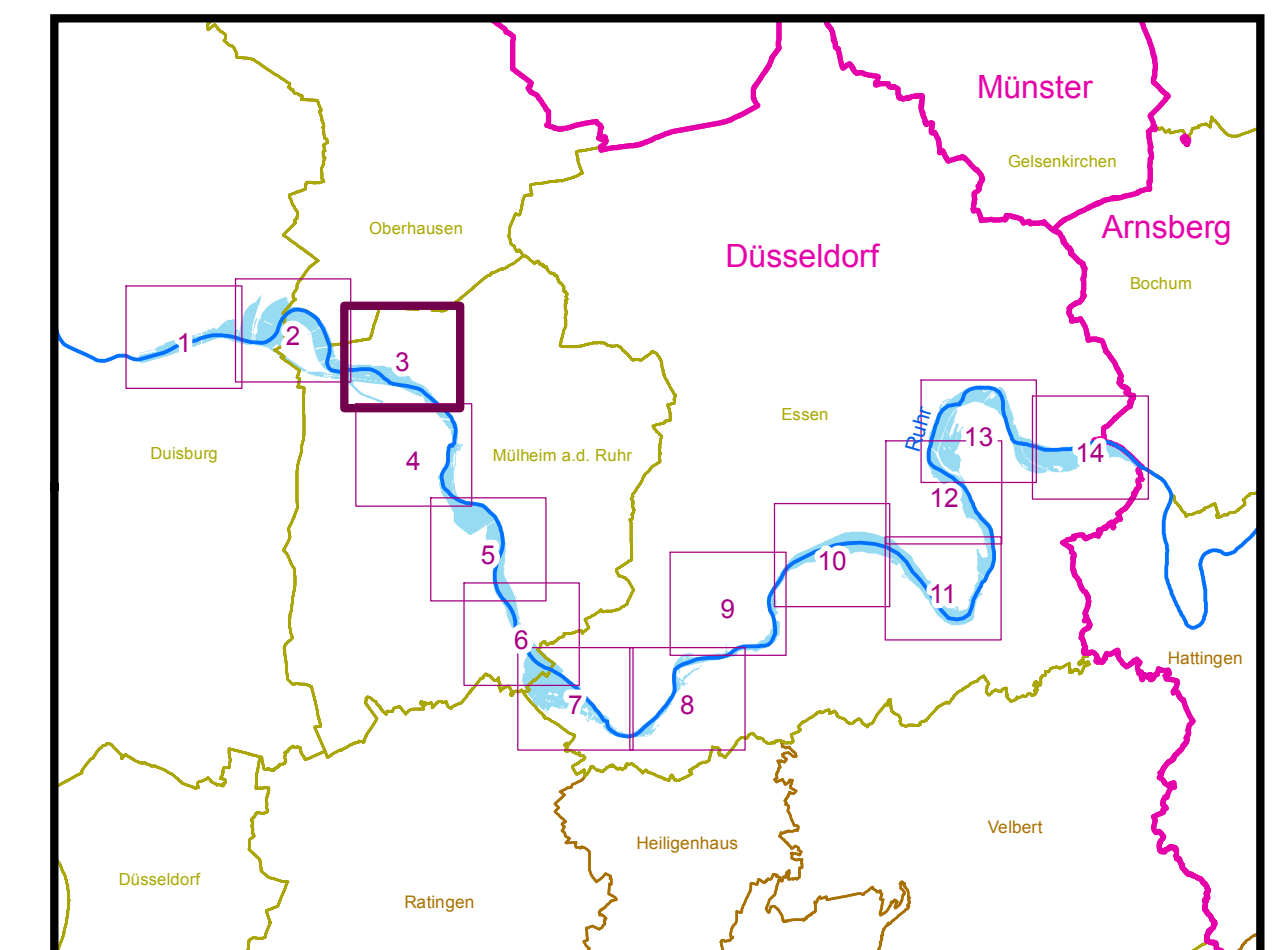 Münster
Gelsenkirchen
Oberhausen
Arnsberg
Düsseldorf
Bochum
1
2
3
Essen
Ruhr
13
14
Duisburg
4
Mülheim a.d. Ruhr
12
5
10
11
9
6
7
8
Hattingen
Velbert
Heiligenhaus
Düsseldorf
Ratingen